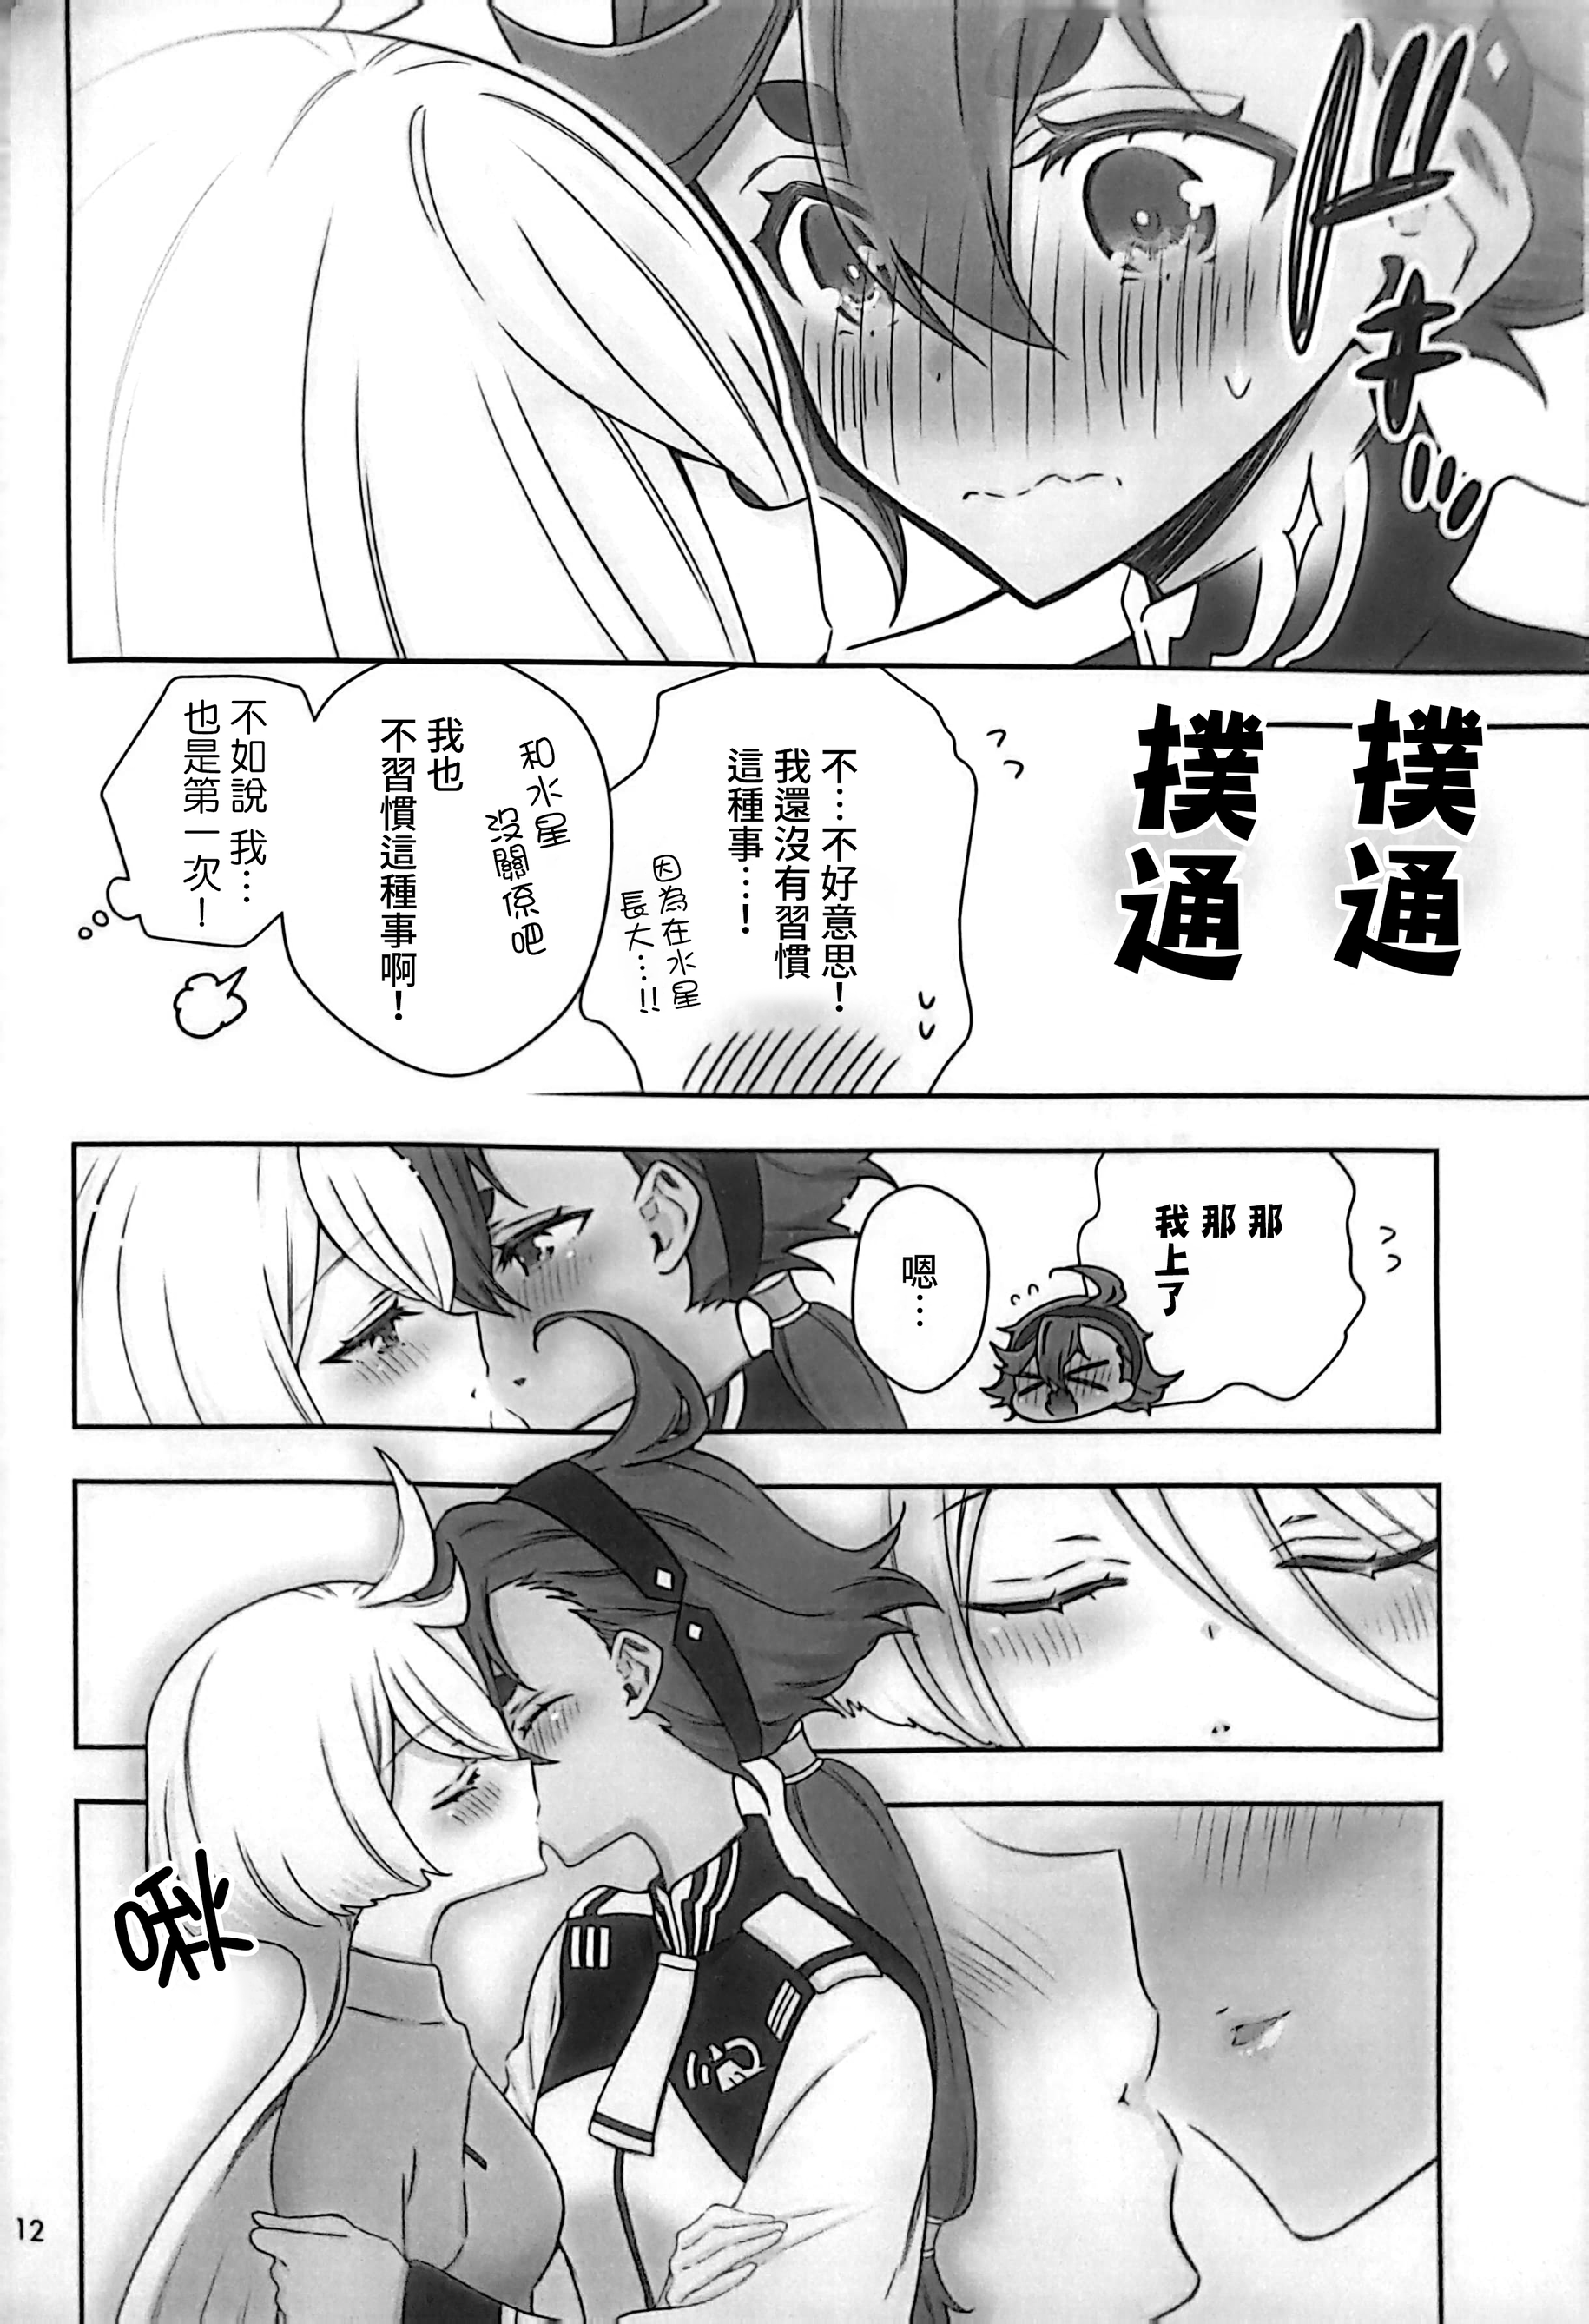 ドキ
撲通
撲通
不…不好意思！
我還沒有習慣
這種事…！
因為在水星
長大…!!
和水星
沒關係吧
我也
不習慣這種事啊！
不如說 我…
也是第一次！
那
那
我上了
嗯…
啾
12